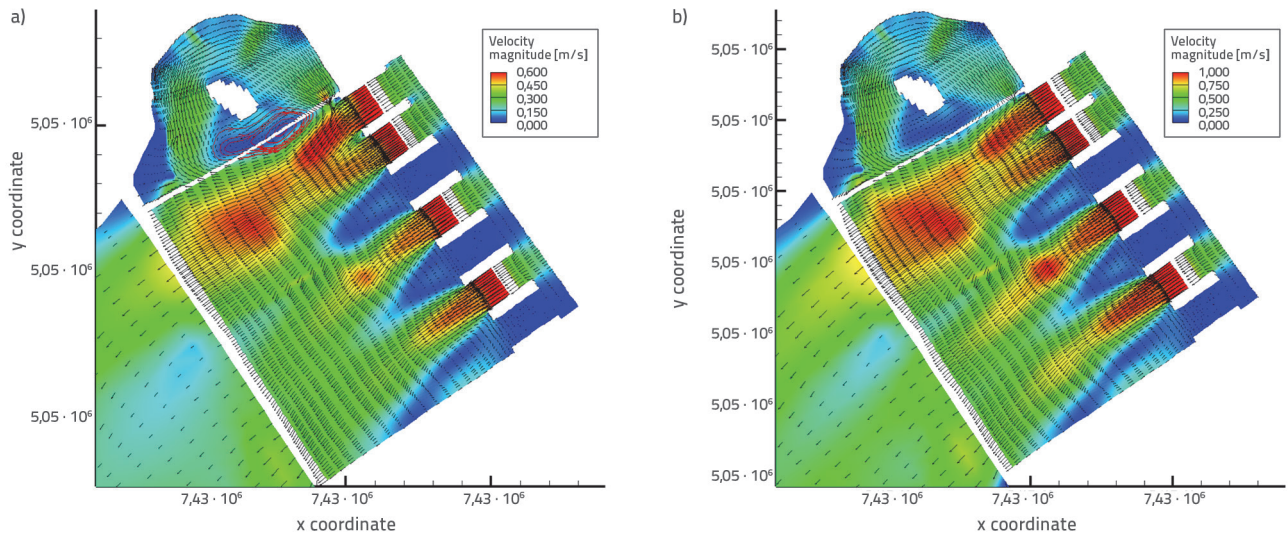 a)
Velocity
magnitude [m/s]
0,600
0,450
0,300
0,150
0,000
5,05 · 10⁶
5,05 · 10⁶
5,05 · 10⁶
y coordinate
7,43 · 10⁶
7,43 · 10⁶
7,43 · 10⁶
x coordinate
b)
Velocity
magnitude [m/s]
1,000
0,750
0,500
0,250
0,000
5,05 · 10⁶
5,05 · 10⁶
5,05 · 10⁶
5,05 · 10⁶
5,05 · 10⁶
5,05 · 10⁶
5,05 · 10⁶
y coordinate
7,43 · 10⁶
7,43 · 10⁶
7,43 · 10⁶
x coordinate